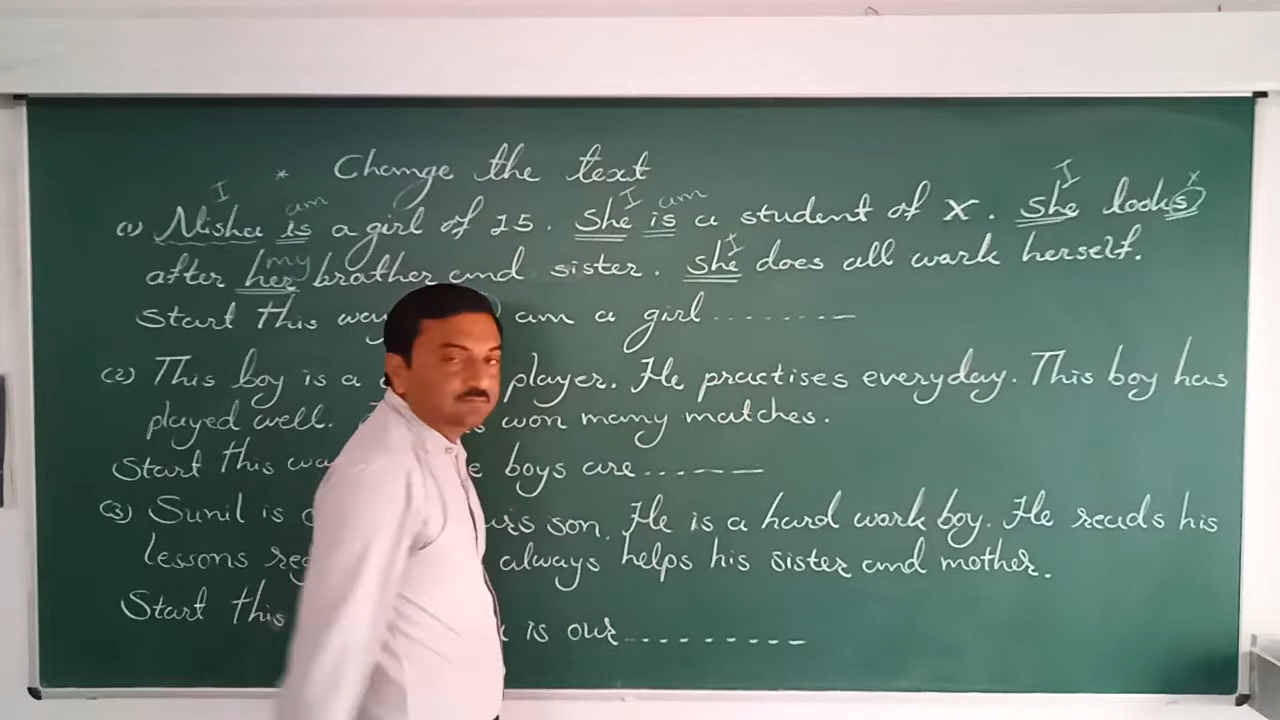 * Change the text
I am I am I x
(1) Nisha is a girl of 15. She is a student of X. She looks
my I
after her brother and sister. She does all work herself.
Start this way am a girl........—
(2) This boy is a player. He practises everyday. This boy has
played well. won many matches.
Start this boys are.....–––
(3) Sunil is son. He is a hard work boy. He reads his
lessons always helps his sister and mother.
Start this is our.........